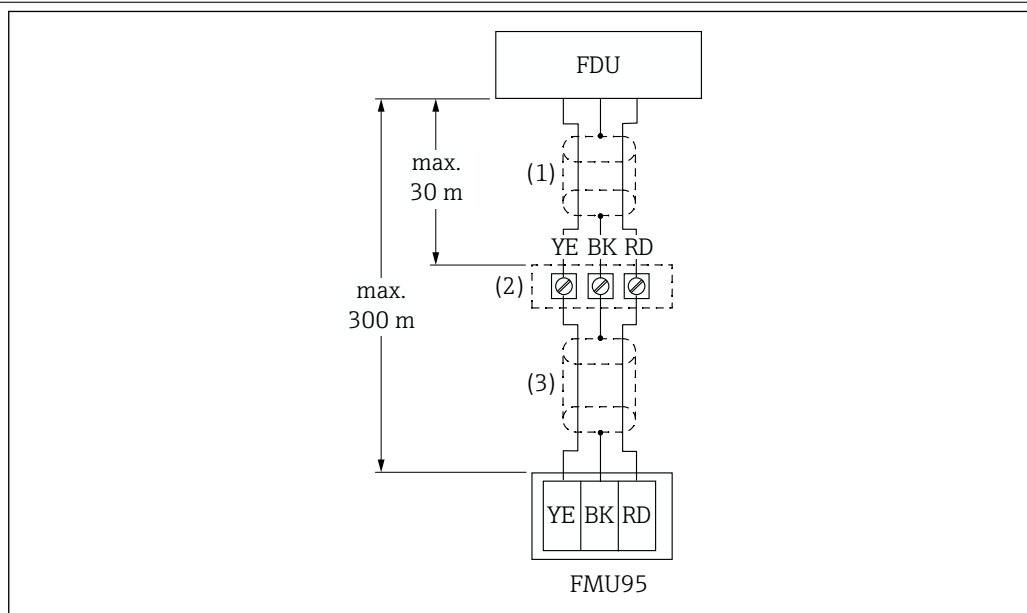 FDU
max.
30 m
(1)
YE BK RD
(2)
max.
300 m
(3)
YE BK RD
FMU95